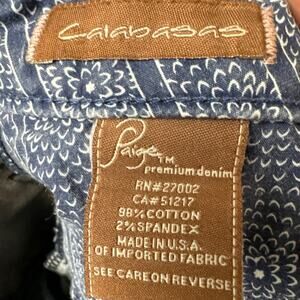 Calabasas
Paige™
premium denim
RN#27002
CA#51217
98% COTTON
2% SPANDEX
MADE IN U.S.A.
OF IMPORTED FABRIC
SEE CARE ON REVERSE